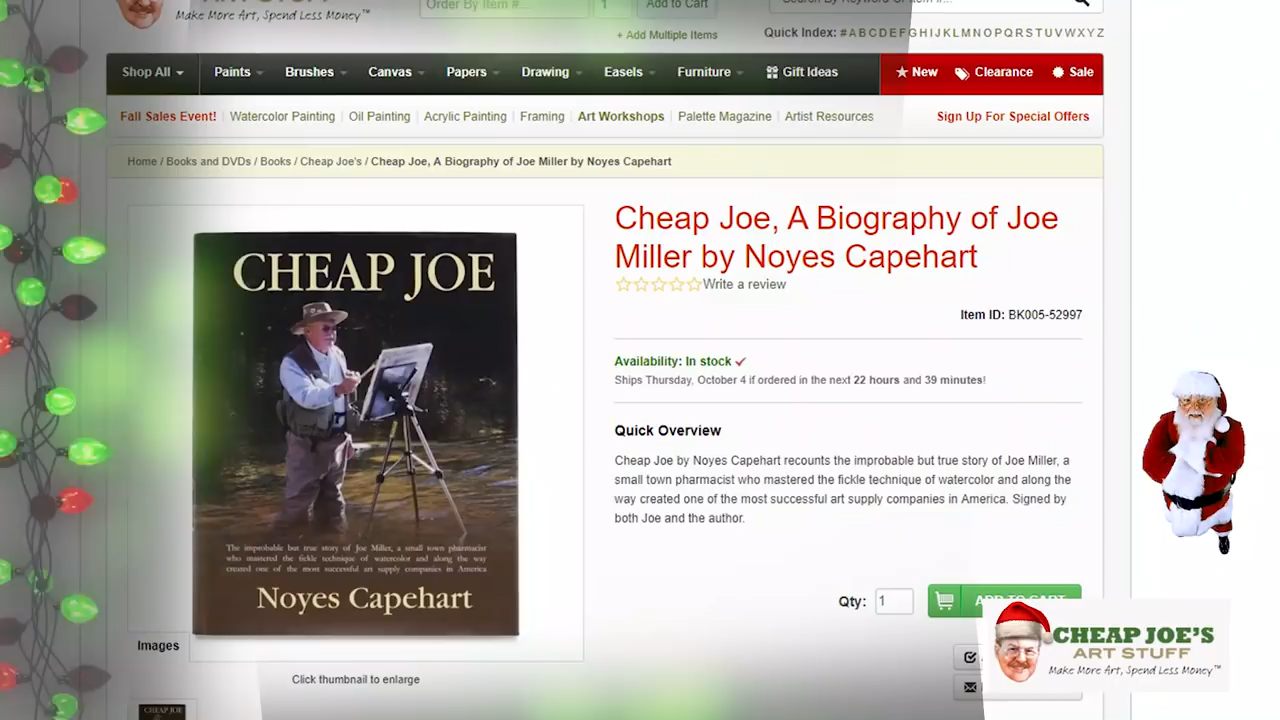 Make More Art, Spend Less Money™
Order By Item #...
1
Add to Cart
+ Add Multiple Items
Quick Index: # A B C D E F G H I J K L M N O P Q R S T U V W X Y Z
Shop All
Paints
Brushes
Canvas
Papers
Drawing
Easels
Furniture
Gift Ideas
New
Clearance
Sale
Fall Sales Event!
Watercolor Painting
Oil Painting
Acrylic Painting
Framing
Art Workshops
Palette Magazine
Artist Resources
Sign Up For Special Offers
Home / Books and DVDs / Books / Cheap Joe's / Cheap Joe, A Biography of Joe Miller by Noyes Capehart
CHEAP JOE
The improbable but true story of Joe Miller, a small town pharmacist
who mastered the fickle technique of watercolor and along the way
created one of the most successful art supply companies in America
Noyes Capehart
Images
Click thumbnail to enlarge
CHEAP JOE
Cheap Joe, A Biography of Joe
Miller by Noyes Capehart
Write a review
Item ID: BK005-52997
Availability: In stock
Ships Thursday, October 4 if ordered in the next 22 hours and 39 minutes!
Quick Overview
Cheap Joe by Noyes Capehart recounts the improbable but true story of Joe Miller, a
small town pharmacist who mastered the fickle technique of watercolor and along the
way created one of the most successful art supply companies in America. Signed by
both Joe and the author.
Qty:
1
ADD TO CART
CHEAP JOE'S
ART STUFF
Make More Art, Spend Less Money™